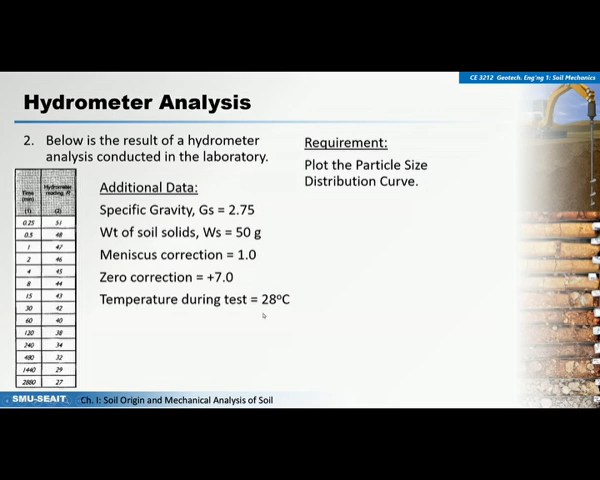 CE 3212 Geotech. Eng'ng 1: Soil Mechanics
Hydrometer Analysis
2. Below is the result of a hydrometer
analysis conducted in the laboratory.
Time (min) Hydrometer reading, R
(1) (2)
0.25 51
0.5 48
1 47
2 46
4 45
8 44
15 43
30 42
60 40
120 38
240 34
480 32
1440 29
2880 27
Additional Data:
Specific Gravity, Gs = 2.75
Wt of soil solids, Ws = 50 g
Meniscus correction = 1.0
Zero correction = +7.0
Temperature during test = 28ºC
Requirement:
Plot the Particle Size
Distribution Curve.
SMU-SEAIT Ch. I: Soil Origin and Mechanical Analysis of Soil